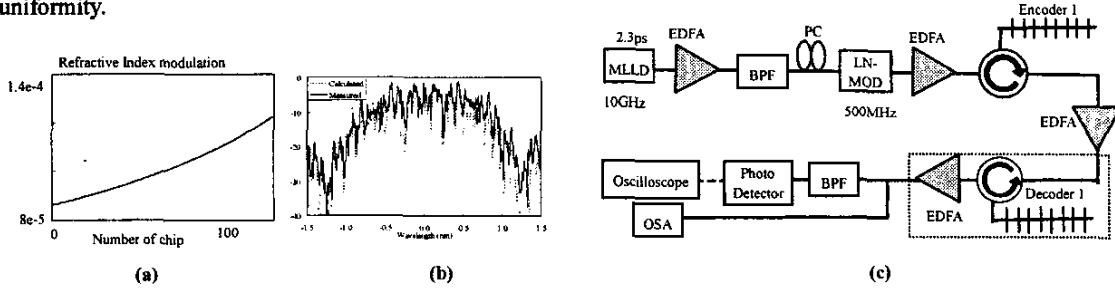 uniformity.
Refractive Index modulation
1.4e-4
8e-5
0
100
Number of chip
(a)
Calculated
Measured
0
-10
-20
-30
-40
-1.5 -1.0 -0.5 0.0 0.5 1.0 1.5
Wavelength(nm)
(b)
2.3ps
MLLD
10GHz
EDFA
BPF
PC
LN-
MOD
500MHz
EDFA
Encoder 1
EDFA
Oscilloscope
Photo
Detector
BPF
EDFA
Decoder 1
OSA
(c)